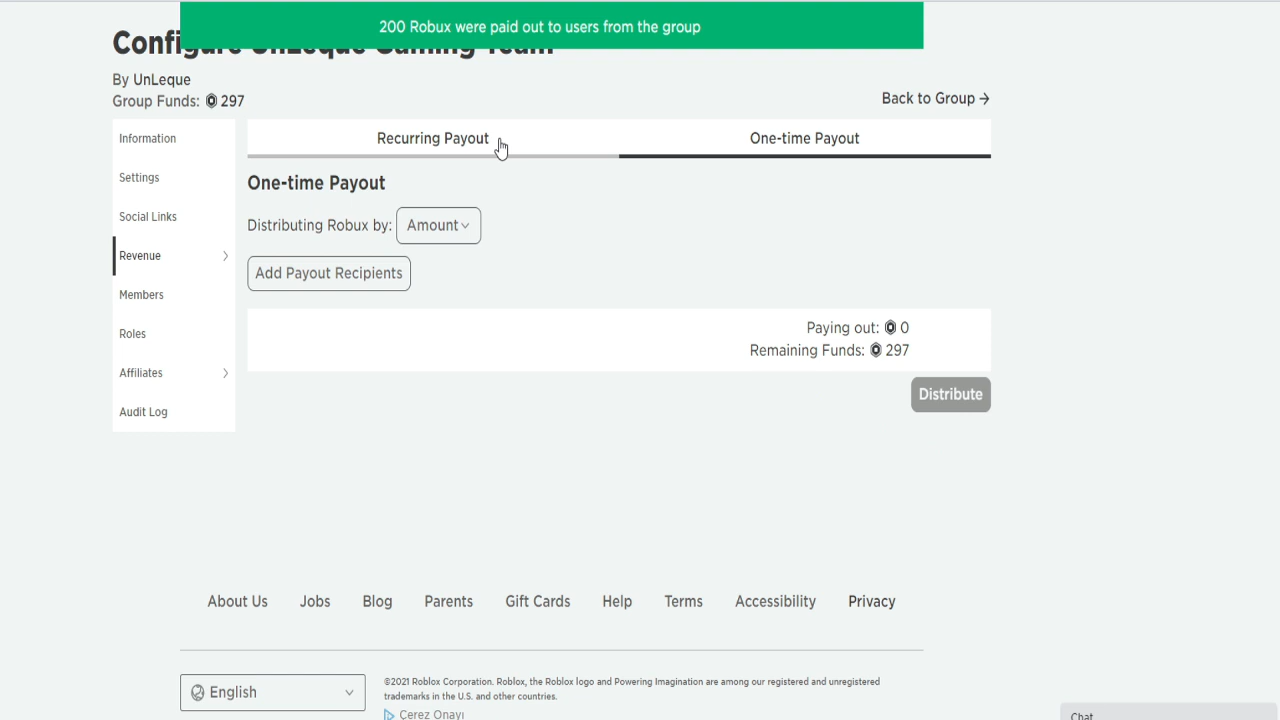 200 Robux were paid out to users from the group
By UnLeque
Group Funds: 297
Back to Group →
Information
Settings
Social Links
Revenue
Members
Roles
Affiliates
Audit Log
Recurring Payout
One-time Payout
One-time Payout
Distributing Robux by: Amount
Add Payout Recipients
Paying out: 0
Remaining Funds: 297
Distribute
About Us Jobs Blog Parents Gift Cards Help Terms Accessibility Privacy
English
©2021 Roblox Corporation. Roblox, the Roblox logo and Powering Imagination are among our registered and unregistered
trademarks in the U.S. and other countries.
Çerez Onayı
Chat